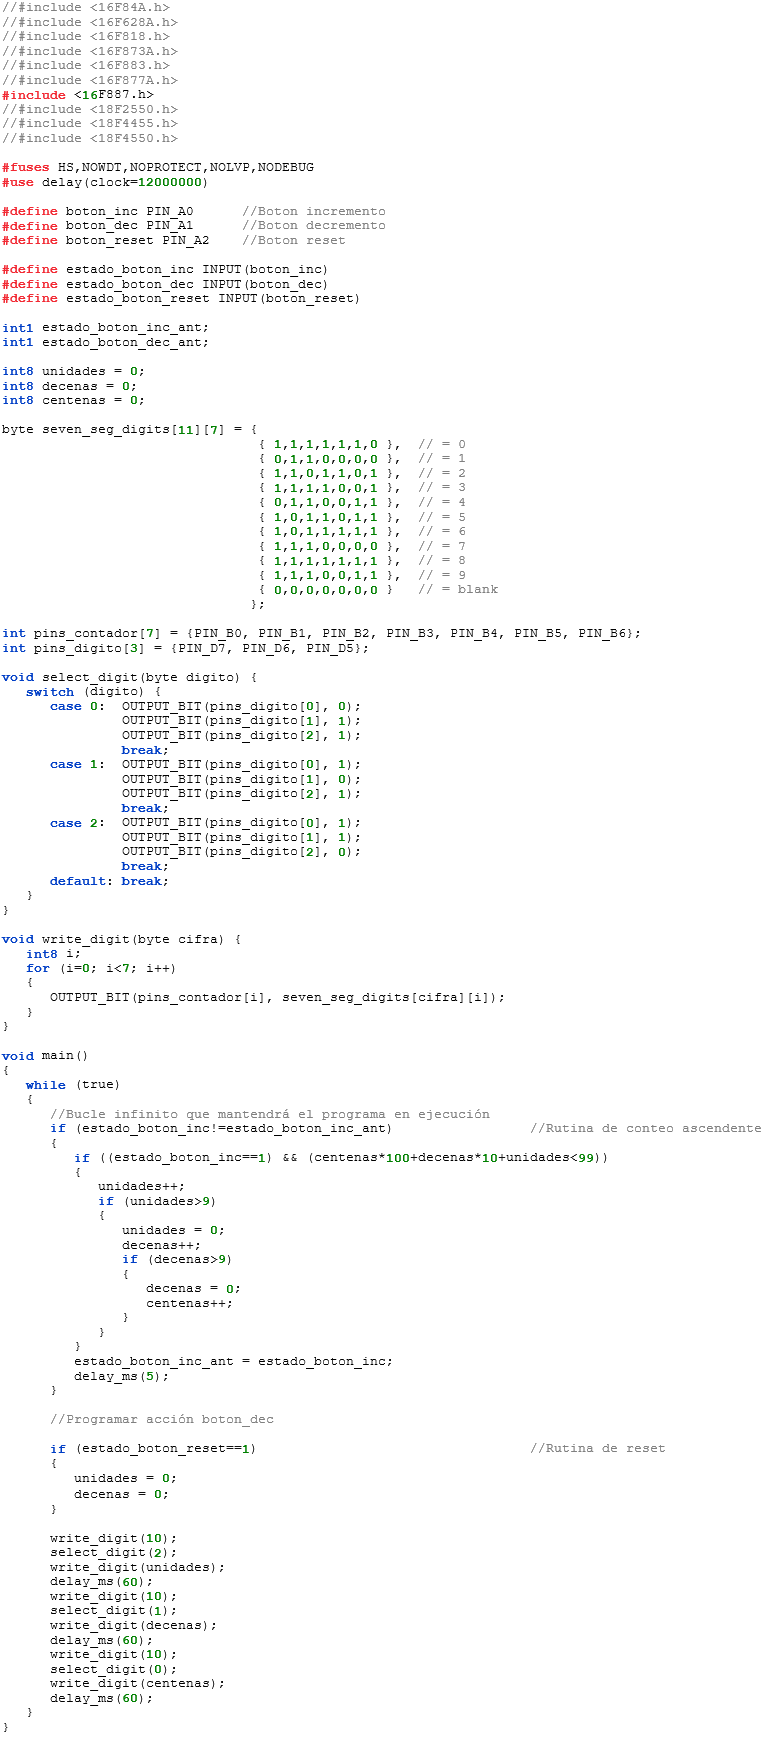 //#include <16F84A.h>
//#include <16F628A.h>
//#include <16F818.h>
//#include <16F873A.h>
//#include <16F883.h>
//#include <16F877A.h>
#include <16F887.h>
//#include <18F2550.h>
//#include <18F4455.h>
//#include <18F4550.h>

#fuses HS,NOWDT,NOPROTECT,NOLVP,NODEBUG
#use delay(clock=12000000)

#define boton_inc PIN_A0      //Boton incremento
#define boton_dec PIN_A1      //Boton decremento
#define boton_reset PIN_A2    //Boton reset

#define estado_boton_inc INPUT(boton_inc)
#define estado_boton_dec INPUT(boton_dec)
#define estado_boton_reset INPUT(boton_reset)

int1 estado_boton_inc_ant;
int1 estado_boton_dec_ant;

int8 unidades = 0;
int8 decenas = 0;
int8 centenas = 0;

byte seven_seg_digits[11][7] = {
                                { 1,1,1,1,1,1,0 },  // = 0
                                { 0,1,1,0,0,0,0 },  // = 1
                                { 1,1,0,1,1,0,1 },  // = 2
                                { 1,1,1,1,0,0,1 },  // = 3
                                { 0,1,1,0,0,1,1 },  // = 4
                                { 1,0,1,1,0,1,1 },  // = 5
                                { 1,0,1,1,1,1,1 },  // = 6
                                { 1,1,1,0,0,0,0 },  // = 7
                                { 1,1,1,1,1,1,1 },  // = 8
                                { 1,1,1,0,0,1,1 },  // = 9
                                { 0,0,0,0,0,0,0 }   // = blank
                               };

int pins_contador[7] = {PIN_B0, PIN_B1, PIN_B2, PIN_B3, PIN_B4, PIN_B5, PIN_B6};
int pins_digito[3] = {PIN_D7, PIN_D6, PIN_D5};

void select_digit(byte digito) {
   switch (digito) {
      case 0:  OUTPUT_BIT(pins_digito[0], 0);
               OUTPUT_BIT(pins_digito[1], 1);
               OUTPUT_BIT(pins_digito[2], 1);
               break;
      case 1:  OUTPUT_BIT(pins_digito[0], 1);
               OUTPUT_BIT(pins_digito[1], 0);
               OUTPUT_BIT(pins_digito[2], 1);
               break;
      case 2:  OUTPUT_BIT(pins_digito[0], 1);
               OUTPUT_BIT(pins_digito[1], 1);
               OUTPUT_BIT(pins_digito[2], 0);
               break;
      default: break;
   }
}

void write_digit(byte cifra) {
   int8 i;
   for (i=0; i<7; i++)
   {
      OUTPUT_BIT(pins_contador[i], seven_seg_digits[cifra][i]);
   }
}

void main()
{
   while (true)
   {
      //Bucle infinito que mantendrá el programa en ejecución
      if (estado_boton_inc!=estado_boton_inc_ant)                 //Rutina de conteo ascendente
      {
         if ((estado_boton_inc==1) && (centenas*100+decenas*10+unidades<99))
         {
            unidades++;
            if (unidades>9)
            {
               unidades = 0;
               decenas++;
               if (decenas>9)
               {
                  decenas = 0;
                  centenas++;
               }
            }
         }
         estado_boton_inc_ant = estado_boton_inc;
         delay_ms(5);
      }

      //Programar acción boton_dec

      if (estado_boton_reset==1)                                  //Rutina de reset
      {
         unidades = 0;
         decenas = 0;
      }

      write_digit(10);
      select_digit(2);
      write_digit(unidades);
      delay_ms(60);
      write_digit(10);
      select_digit(1);
      write_digit(decenas);
      delay_ms(60);
      write_digit(10);
      select_digit(0);
      write_digit(centenas);
      delay_ms(60);
   }
}